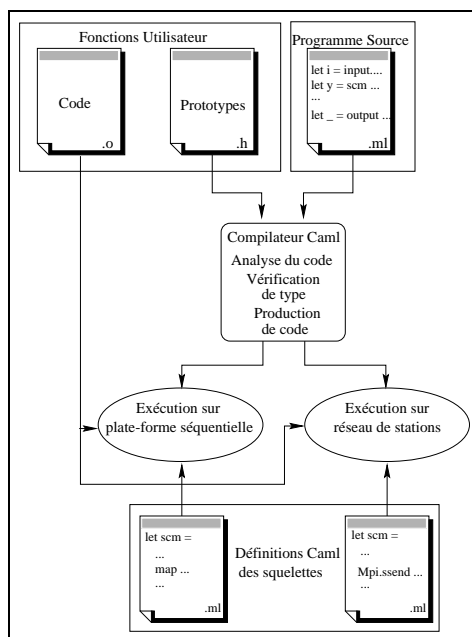 Fonctions Utilisateur
Code
.o
Prototypes
.h
Programme Source
let i = input....
let y = scm ...
...
let _ = output ...
.ml
Compilateur Caml
Analyse du code
Vérification
de type
Production
de code
Exécution sur
plate-forme séquentielle
Exécution sur
réseau de stations
let scm =
...
map ...
...
.ml
Définitions Caml
des squelettes
let scm =
...
Mpi.ssend ...
...
.ml